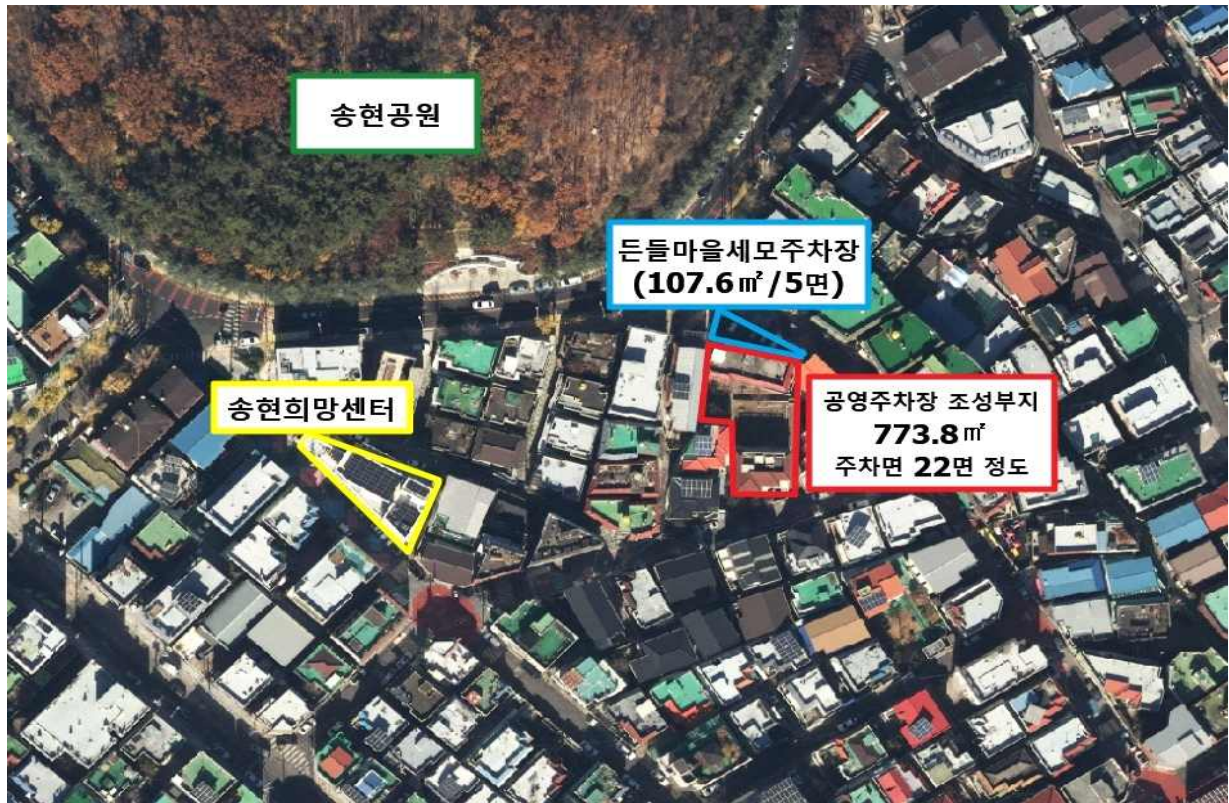 송현공원
든들마을세모주차장
(107.6㎡/5면)
송현희망센터
공영주차장 조성부지
773.8㎡
주차면 22면 정도